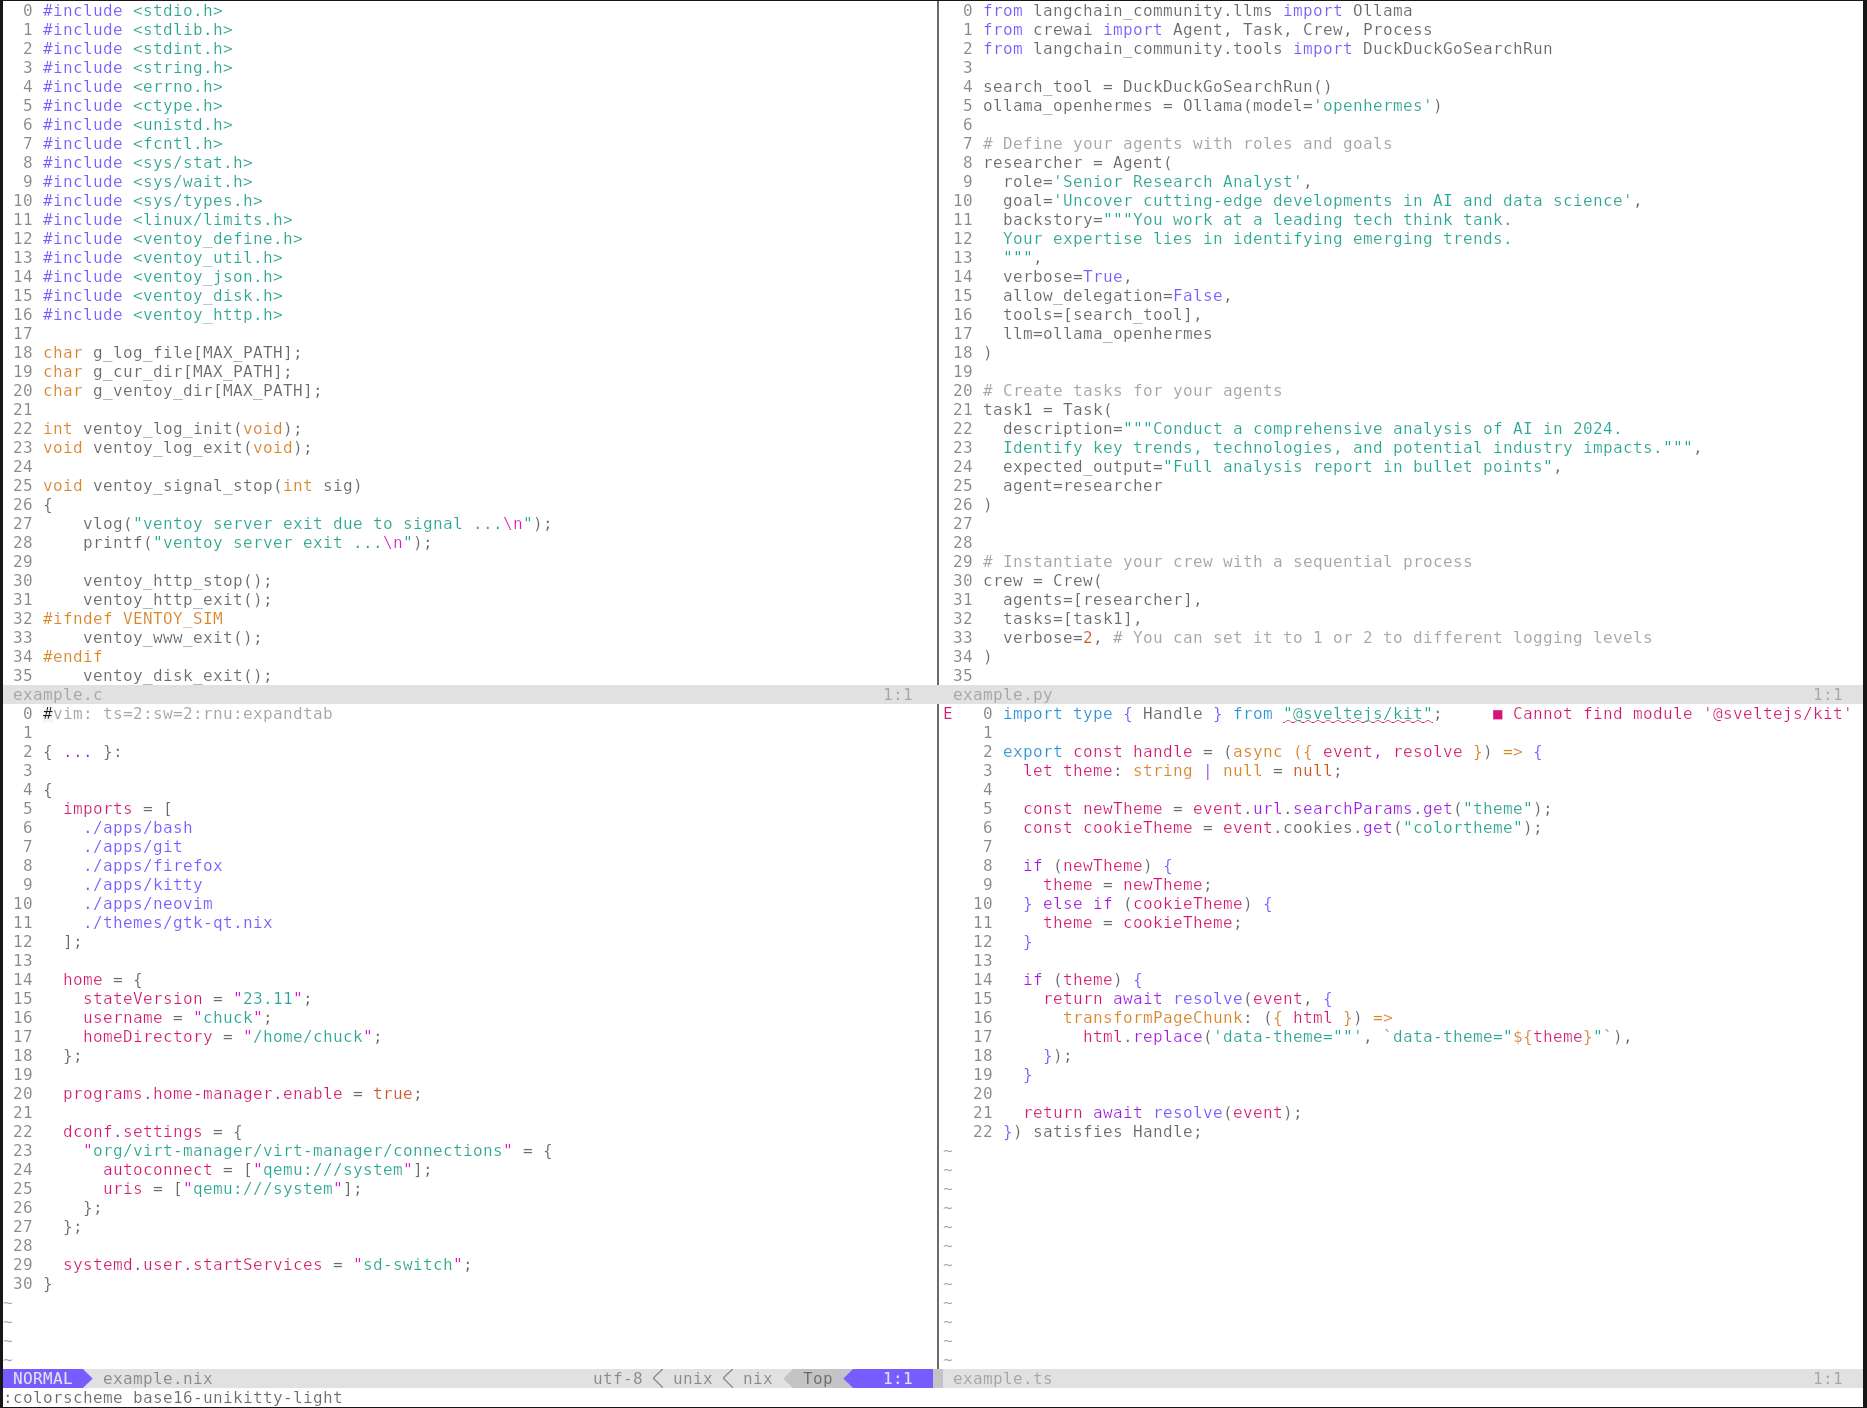 0 #include <stdio.h>
1 #include <stdlib.h>
2 #include <stdint.h>
3 #include <string.h>
4 #include <errno.h>
5 #include <ctype.h>
6 #include <unistd.h>
7 #include <fcntl.h>
8 #include <sys/stat.h>
9 #include <sys/wait.h>
10 #include <sys/types.h>
11 #include <linux/limits.h>
12 #include <ventoy_define.h>
13 #include <ventoy_util.h>
14 #include <ventoy_json.h>
15 #include <ventoy_disk.h>
16 #include <ventoy_http.h>
17
18 char g_log_file[MAX_PATH];
19 char g_cur_dir[MAX_PATH];
20 char g_ventoy_dir[MAX_PATH];
21
22 int ventoy_log_init(void);
23 void ventoy_log_exit(void);
24
25 void ventoy_signal_stop(int sig)
26 {
27     vlog("ventoy server exit due to signal ...\n");
28     printf("ventoy server exit ...\n");
29
30     ventoy_http_stop();
31     ventoy_http_exit();
32 #ifndef VENTOY_SIM
33     ventoy_www_exit();
34 #endif
35     ventoy_disk_exit();
example.c 1:1
0 from langchain_community.llms import Ollama
1 from crewai import Agent, Task, Crew, Process
2 from langchain_community.tools import DuckDuckGoSearchRun
3
4 search_tool = DuckDuckGoSearchRun()
5 ollama_openhermes = Ollama(model='openhermes')
6
7 # Define your agents with roles and goals
8 researcher = Agent(
9   role='Senior Research Analyst',
10   goal='Uncover cutting-edge developments in AI and data science',
11   backstory="""You work at a leading tech think tank.
12   Your expertise lies in identifying emerging trends.
13   """,
14   verbose=True,
15   allow_delegation=False,
16   tools=[search_tool],
17   llm=ollama_openhermes
18 )
19
20 # Create tasks for your agents
21 task1 = Task(
22   description="""Conduct a comprehensive analysis of AI in 2024.
23   Identify key trends, technologies, and potential industry impacts.""",
24   expected_output="Full analysis report in bullet points",
25   agent=researcher
26 )
27
28
29 # Instantiate your crew with a sequential process
30 crew = Crew(
31   agents=[researcher],
32   tasks=[task1],
33   verbose=2, # You can set it to 1 or 2 to different logging levels
34 )
35
example.py 1:1
0 #vim: ts=2:sw=2:rnu:expandtab
1
2 { ... }:
3
4 {
5   imports = [
6     ./apps/bash
7     ./apps/git
8     ./apps/firefox
9     ./apps/kitty
10     ./apps/neovim
11     ./themes/gtk-qt.nix
12   ];
13
14   home = {
15     stateVersion = "23.11";
16     username = "chuck";
17     homeDirectory = "/home/chuck";
18   };
19
20   programs.home-manager.enable = true;
21
22   dconf.settings = {
23     "org/virt-manager/virt-manager/connections" = {
24       autoconnect = ["qemu:///system"];
25       uris = ["qemu:///system"];
26     };
27   };
28
29   systemd.user.startServices = "sd-switch";
30 }
~
~
~
~
NORMAL example.nix utf-8 unix nix Top 1:1
E 0 import type { Handle } from "@sveltejs/kit"; ■ Cannot find module '@sveltejs/kit'
1
2 export const handle = (async ({ event, resolve }) => {
3   let theme: string | null = null;
4
5   const newTheme = event.url.searchParams.get("theme");
6   const cookieTheme = event.cookies.get("colortheme");
7
8   if (newTheme) {
9     theme = newTheme;
10   } else if (cookieTheme) {
11     theme = cookieTheme;
12   }
13
14   if (theme) {
15     return await resolve(event, {
16       transformPageChunk: ({ html }) =>
17         html.replace('data-theme=""', `data-theme="${theme}"`),
18     });
19   }
20
21   return await resolve(event);
22 }) satisfies Handle;
~
~
~
~
~
~
~
~
~
~
~
~
example.ts 1:1
:colorscheme base16-unikitty-light